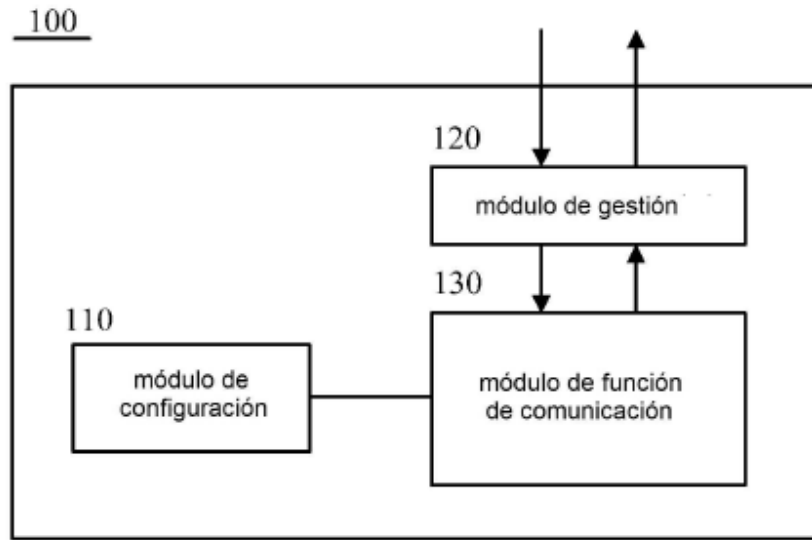 100
120
módulo de gestión
130
110
módulo de
configuración
módulo de función
de comunicación